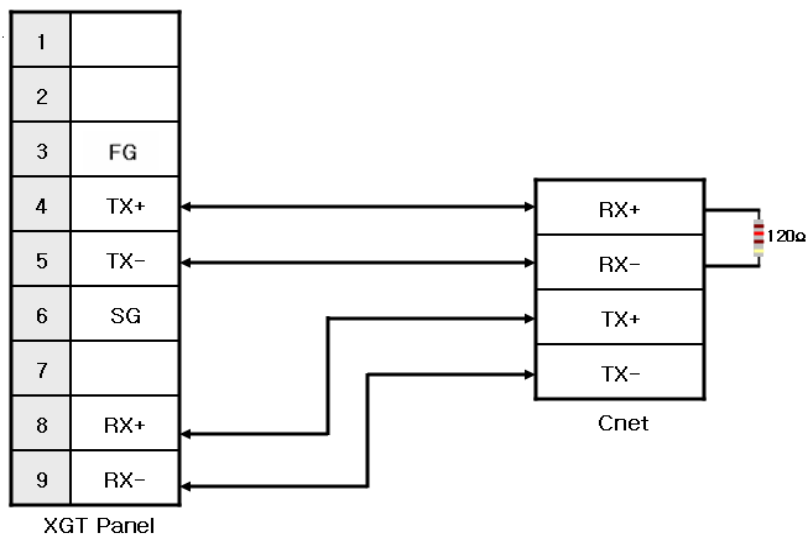 1
2
3 FG
4 TX+
5 TX-
6 SG
7
8 RX+
9 RX-
XGT Panel
RX+
RX-
TX+
TX-
Cnet
120Ω